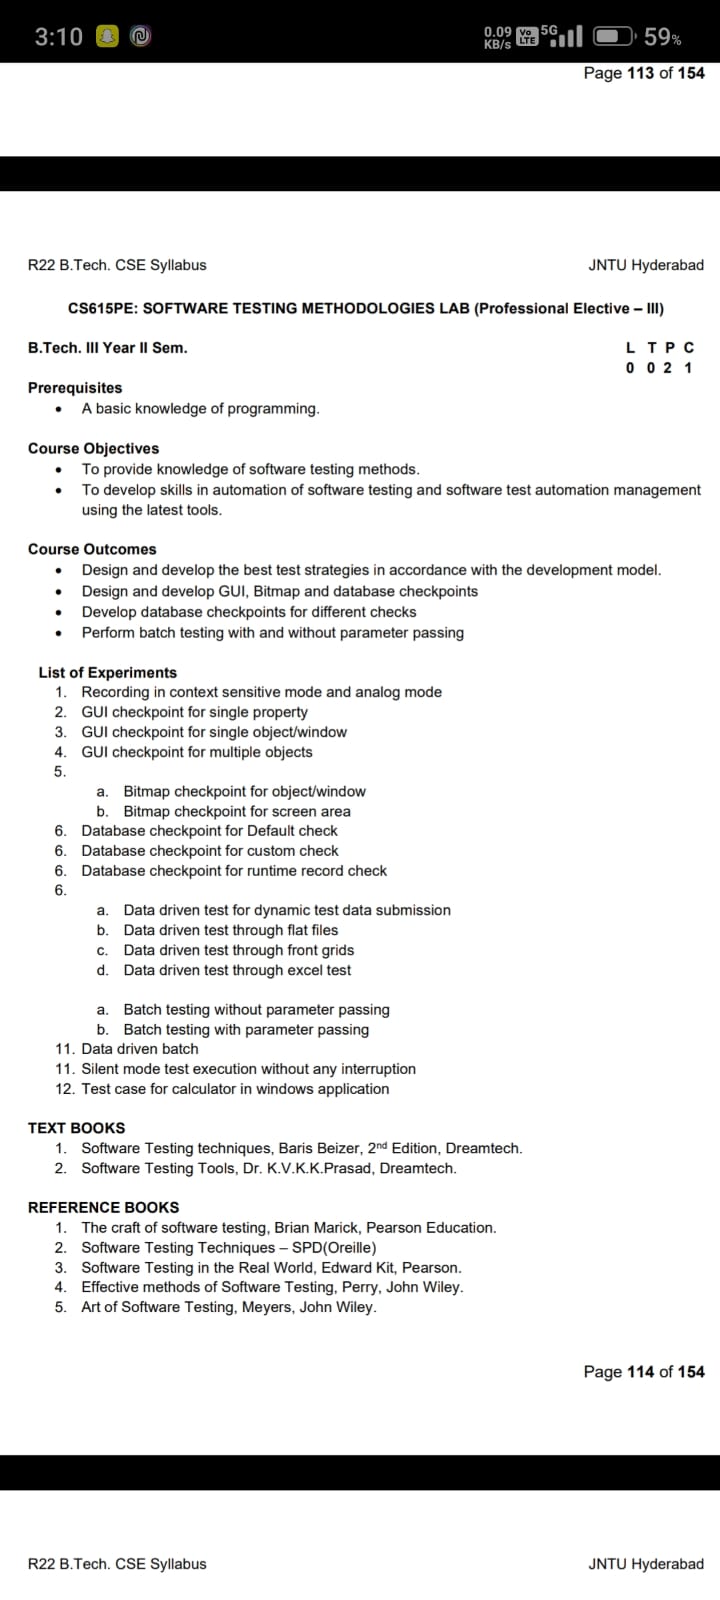 3:10
0.09 KB/s Vo LTE 5G 59%
Page 113 of 154
R22 B.Tech. CSE Syllabus JNTU Hyderabad
CS615PE: SOFTWARE TESTING METHODOLOGIES LAB (Professional Elective – III)
B.Tech. III Year II Sem. L T P C
0 0 2 1
Prerequisites
• A basic knowledge of programming.
Course Objectives
• To provide knowledge of software testing methods.
• To develop skills in automation of software testing and software test automation management
using the latest tools.
Course Outcomes
• Design and develop the best test strategies in accordance with the development model.
• Design and develop GUI, Bitmap and database checkpoints
• Develop database checkpoints for different checks
• Perform batch testing with and without parameter passing
List of Experiments
1. Recording in context sensitive mode and analog mode
2. GUI checkpoint for single property
3. GUI checkpoint for single object/window
4. GUI checkpoint for multiple objects
5.
a. Bitmap checkpoint for object/window
b. Bitmap checkpoint for screen area
6. Database checkpoint for Default check
6. Database checkpoint for custom check
6. Database checkpoint for runtime record check
6.
a. Data driven test for dynamic test data submission
b. Data driven test through flat files
c. Data driven test through front grids
d. Data driven test through excel test
a. Batch testing without parameter passing
b. Batch testing with parameter passing
11. Data driven batch
11. Silent mode test execution without any interruption
12. Test case for calculator in windows application
TEXT BOOKS
1. Software Testing techniques, Baris Beizer, 2nd Edition, Dreamtech.
2. Software Testing Tools, Dr. K.V.K.K.Prasad, Dreamtech.
REFERENCE BOOKS
1. The craft of software testing, Brian Marick, Pearson Education.
2. Software Testing Techniques – SPD(Oreille)
3. Software Testing in the Real World, Edward Kit, Pearson.
4. Effective methods of Software Testing, Perry, John Wiley.
5. Art of Software Testing, Meyers, John Wiley.
Page 114 of 154
R22 B.Tech. CSE Syllabus JNTU Hyderabad